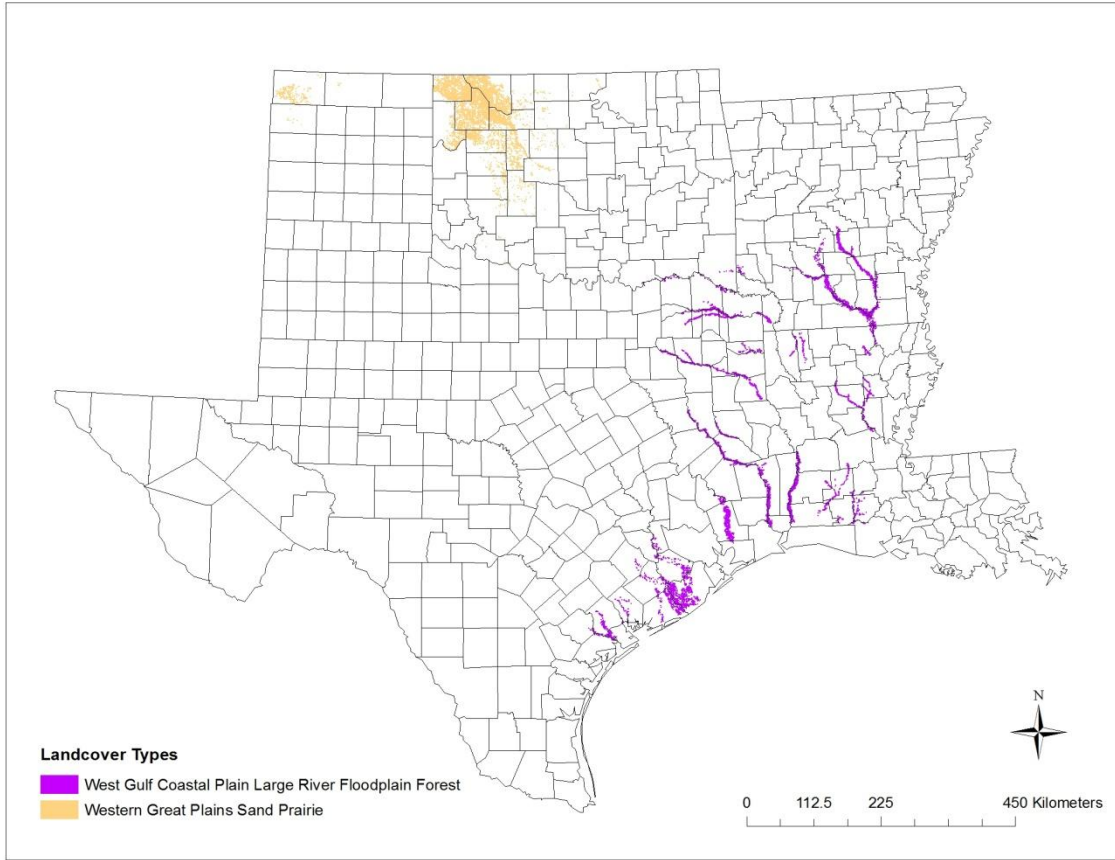 N
Landcover Types
West Gulf Coastal Plain Large River Floodplain Forest
Western Great Plains Sand Prairie
0 112.5 225 450 Kilometers